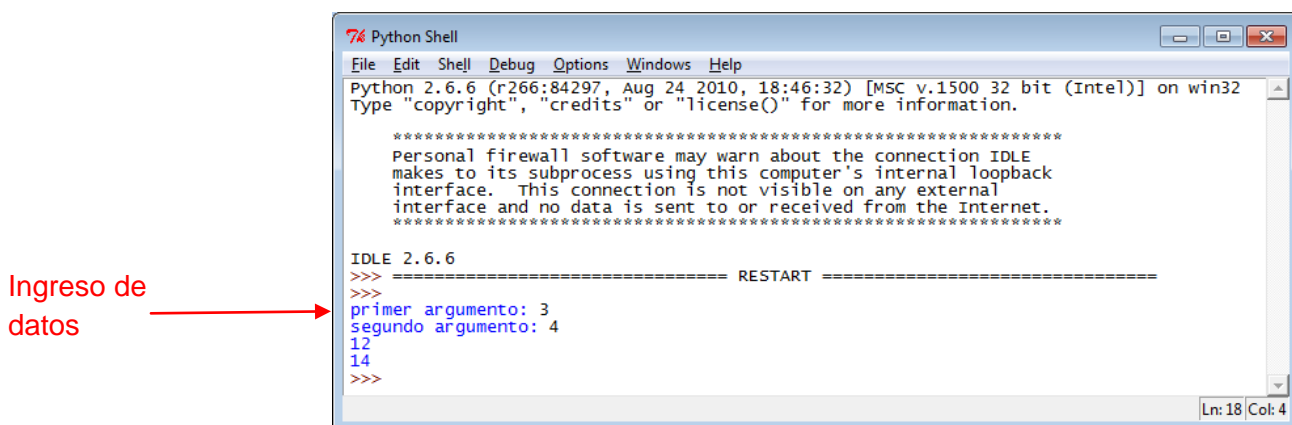 Python Shell
File Edit Shell Debug Options Windows Help
Python 2.6.6 (r266:84297, Aug 24 2010, 18:46:32) [MSC v.1500 32 bit (Intel)] on win32
Type "copyright", "credits" or "license()" for more information.
****************************************************************
Personal firewall software may warn about the connection IDLE
makes to its subprocess using this computer's internal loopback
interface.  This connection is not visible on any external
interface and no data is sent to or received from the Internet.
****************************************************************
IDLE 2.6.6
>>> ================================ RESTART ================================
>>>
Ingreso de
datos
primer argumento: 3
segundo argumento: 4
12
14
>>>
Ln: 18 Col: 4